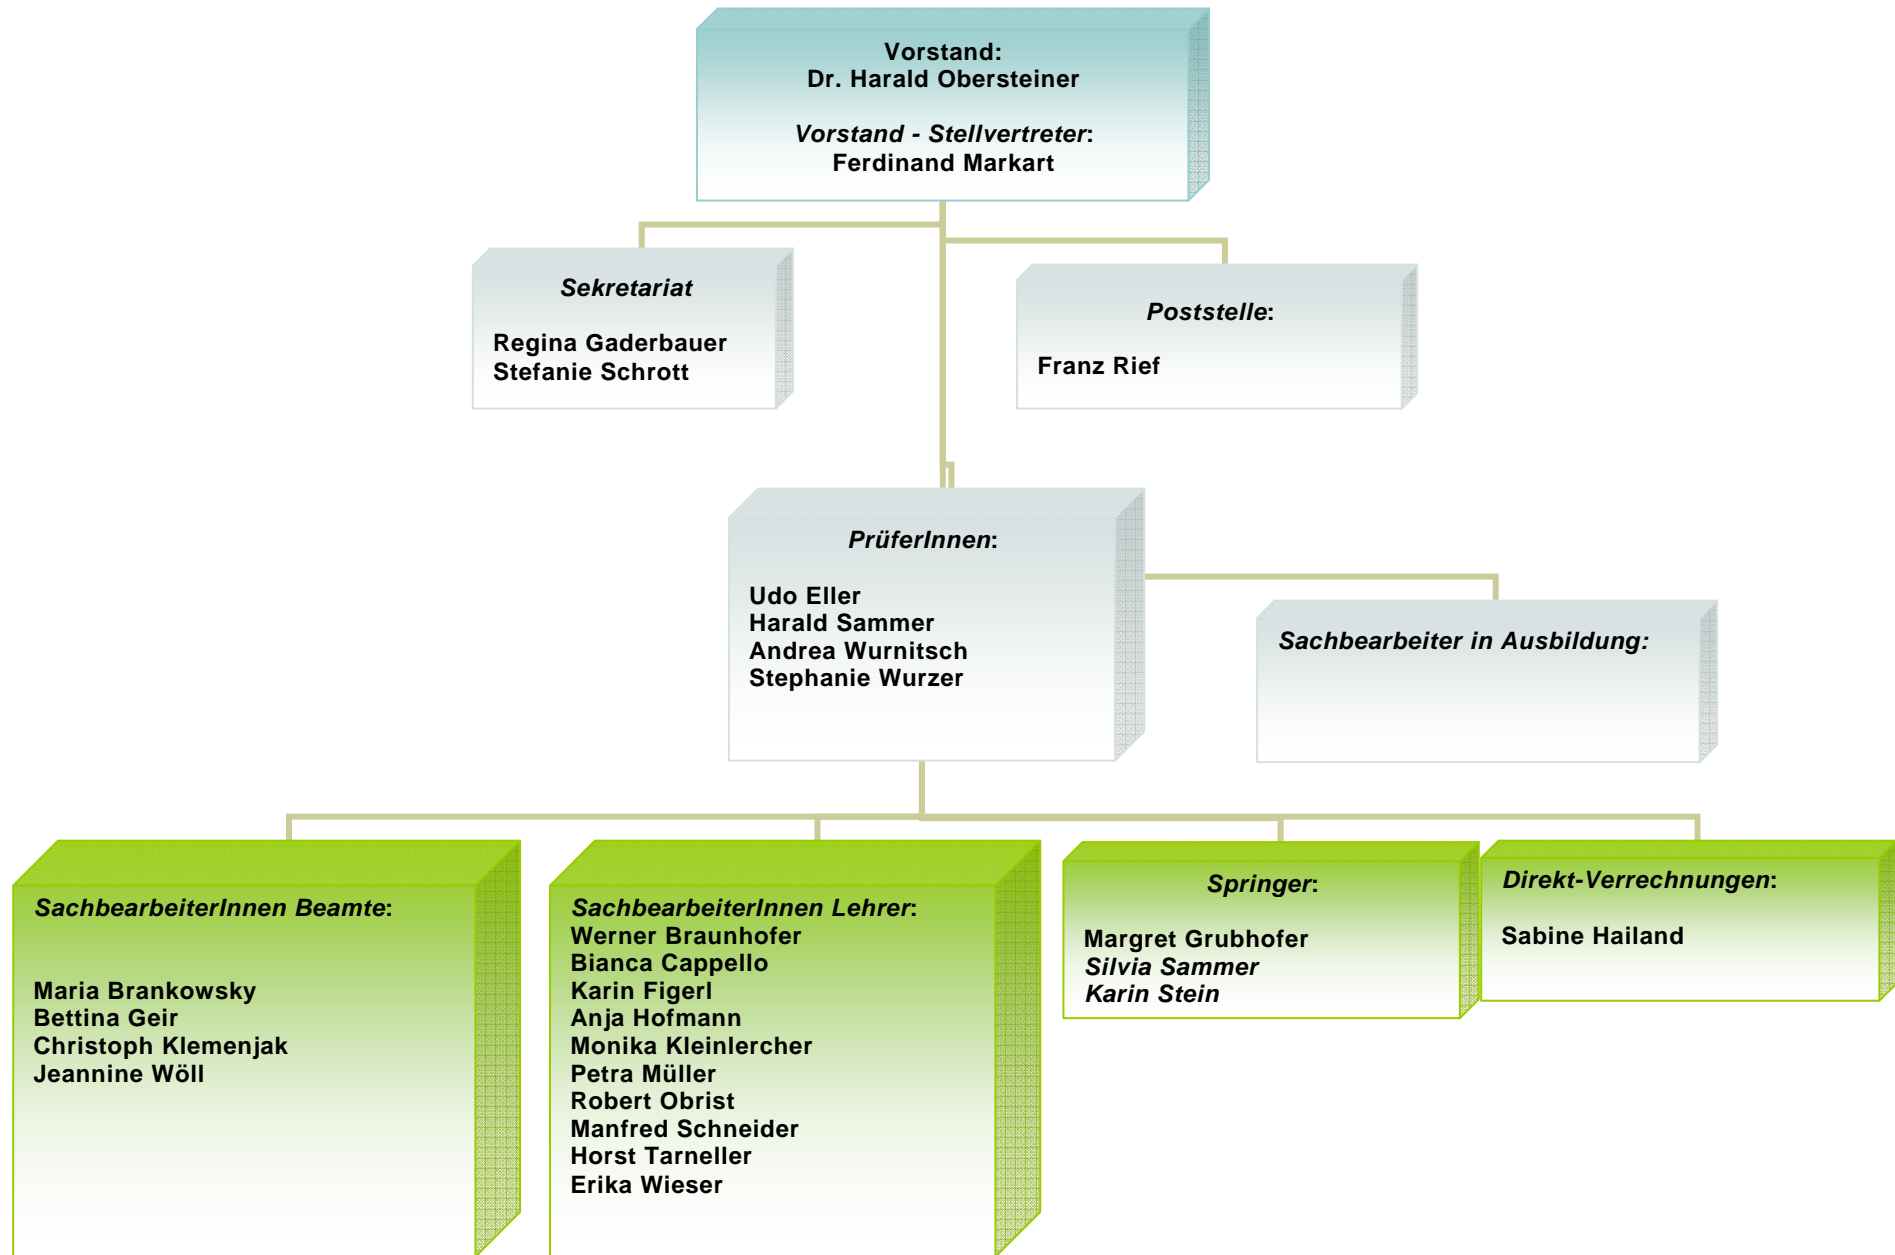 Vorstand:
Dr. Harald Obersteiner
Vorstand - Stellvertreter:
Ferdinand Markart
Sekretariat
Regina Gaderbauer
Stefanie Schrott
Poststelle:
Franz Rief
PrüferInnen:
Udo Eller
Harald Sammer
Andrea Wurnitsch
Stephanie Wurzer
Sachbearbeiter in Ausbildung:
SachbearbeiterInnen Beamte:
Maria Brankowsky
Bettina Geir
Christoph Klemenjak
Jeannine Wöll
SachbearbeiterInnen Lehrer:
Werner Braunhofer
Bianca Cappello
Karin Figerl
Anja Hofmann
Monika Kleinlercher
Petra Müller
Robert Obrist
Manfred Schneider
Horst Tarneller
Erika Wieser
Springer:
Margret Grubhofer
Silvia Sammer
Karin Stein
Direkt-Verrechnungen:
Sabine Hailand